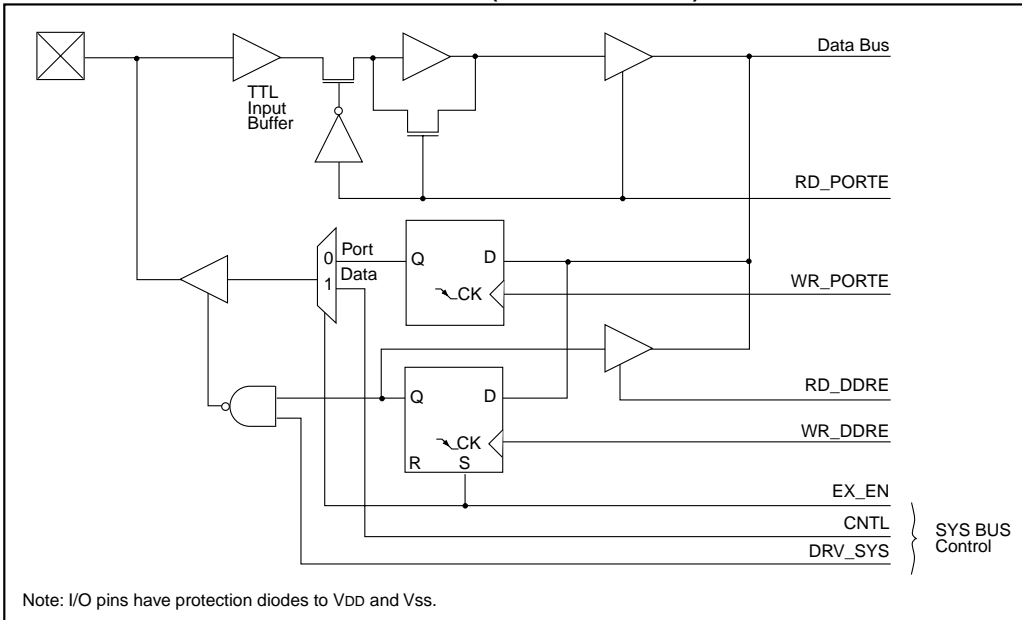 Data Bus
TTL
Input
Buffer
RD_PORTE
0
Port
1
Data
Q
D
CK
WR_PORTE
RD_DDRE
Q
D
WR_DDRE
CK
R
S
EX_EN
CNTL
DRV_SYS
SYS BUS
Control
Note: I/O pins have protection diodes to VDD and Vss.